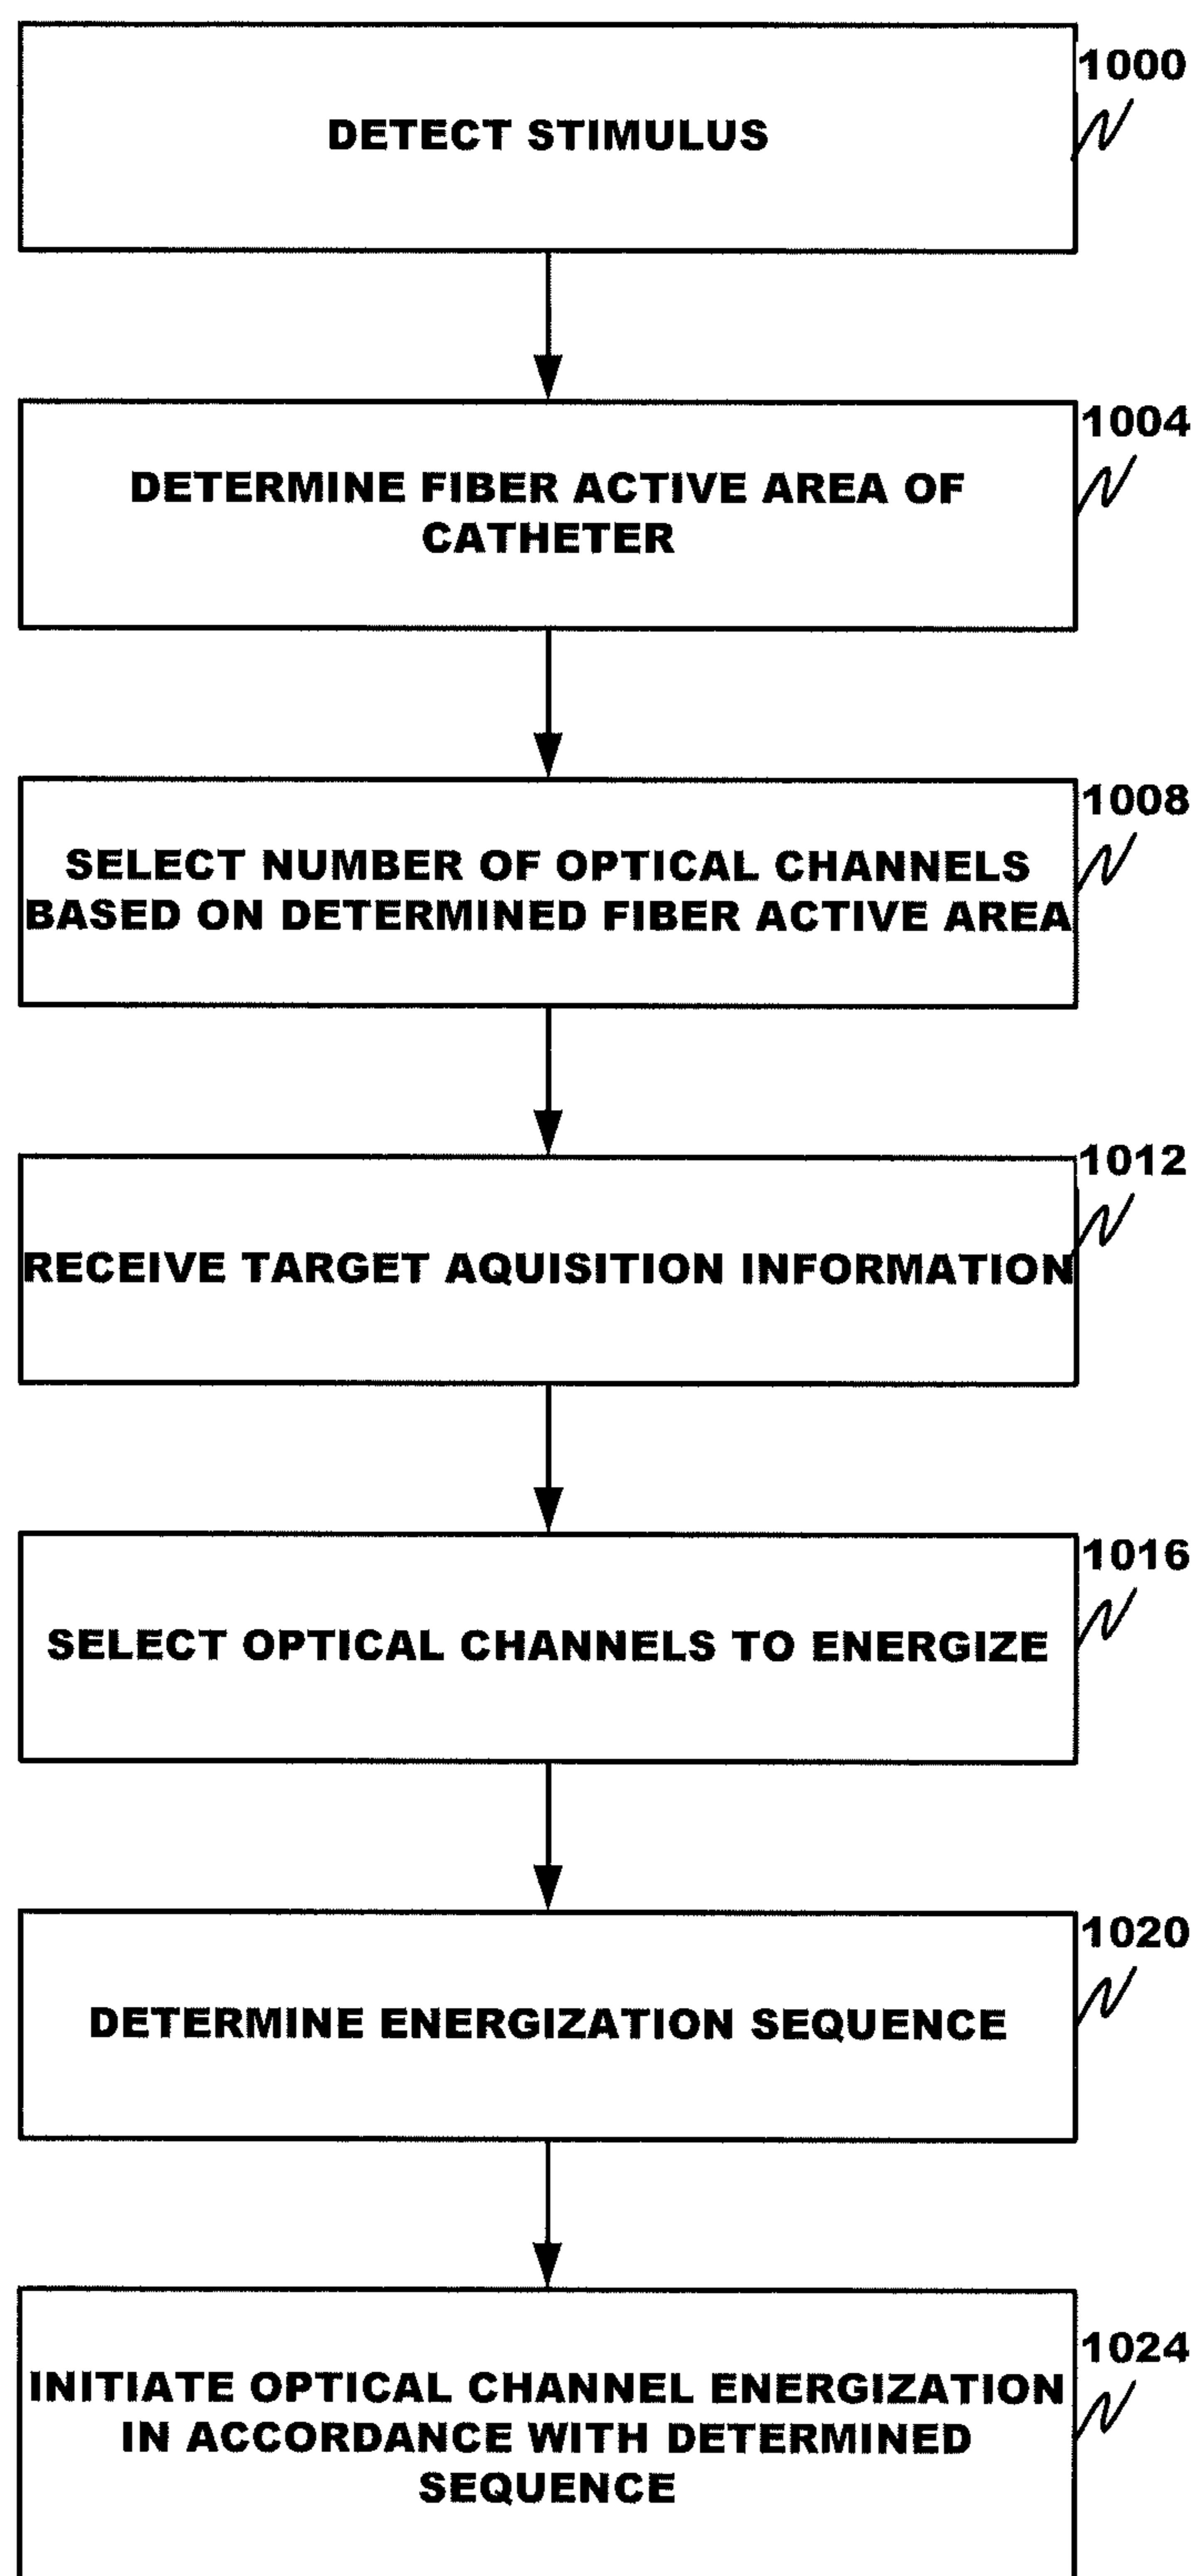 1000
DETECT STIMULUS
1004
DETERMINE FIBER ACTIVE AREA OF
CATHETER
1008
SELECT NUMBER OF OPTICAL CHANNELS
BASED ON DETERMINED FIBER ACTIVE AREA
1012
RECEIVE TARGET AQUISITION INFORMATION
1016
SELECT OPTICAL CHANNELS TO ENERGIZE
1020
DETERMINE ENERGIZATION SEQUENCE
1024
INITIATE OPTICAL CHANNEL ENERGIZATION
IN ACCORDANCE WITH DETERMINED
SEQUENCE